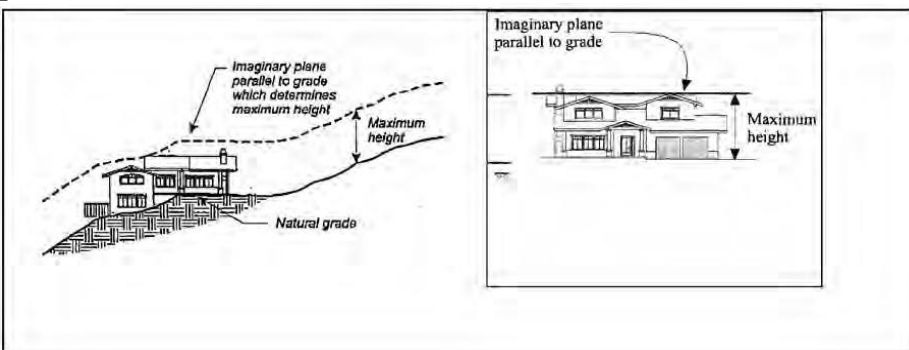 Imaginary plane
parallel to grade
which determines
maximum height
Maximum
height
Natural grade
Imaginary plane
parallel to grade
Maximum
height